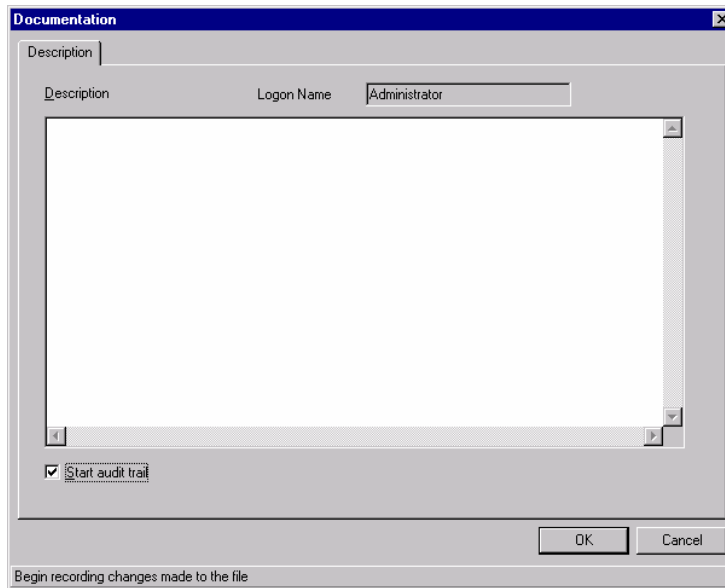 Documentation
Description
Description Logon Name Administrator
Start audit trail
OK Cancel
Begin recording changes made to the file